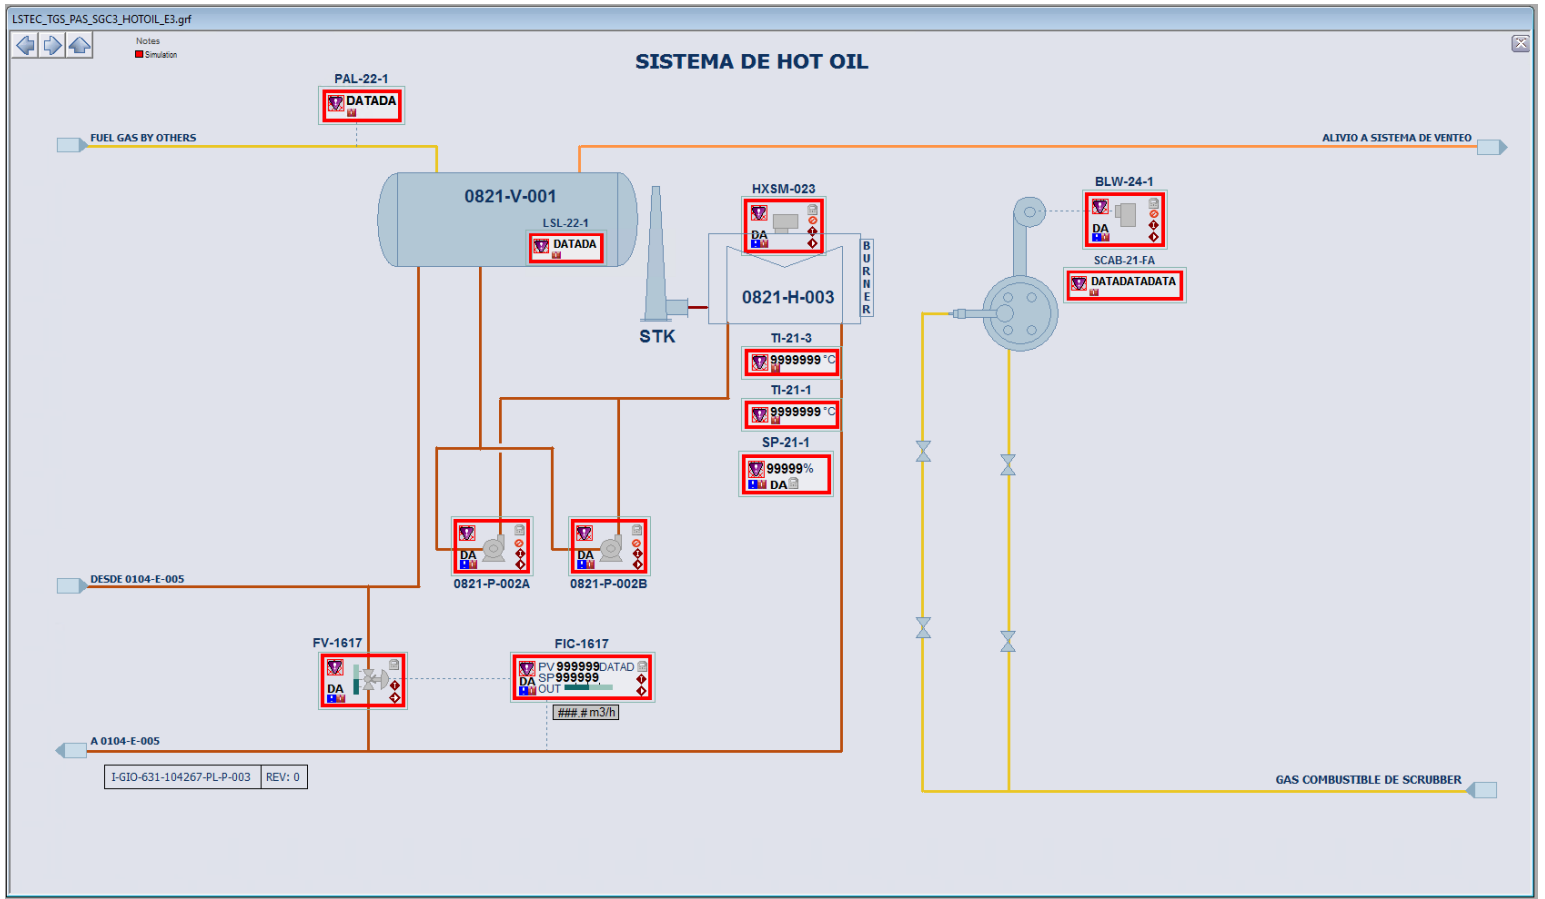 LSTEC_TGS_PAS_SGC3_HOTOIL_E3.grf
Notes
Simulation
SISTEMA DE HOT OIL
PAL-22-1
DATADA
FUEL GAS BY OTHERS
ALIVIO A SISTEMA DE VENTEO
0821-V-001
LSL-22-1
DATADA
STK
HXSM-023
DA
BURNER
0821-H-003
BLW-24-1
DA
SCAB-21-FA
DATADATADATA
TI-21-3
9999999 °C
TI-21-1
9999999 °C
SP-21-1
99999%
DA
DA
0821-P-002A
DA
0821-P-002B
DESDE 0104-E-005
FV-1617
DA
FIC-1617
PV 999999 DATAD
SP 999999
DA
OUT
###.# m3/h
A 0104-E-005
I-GIO-631-104267-PL-P-003 REV: 0
GAS COMBUSTIBLE DE SCRUBBER